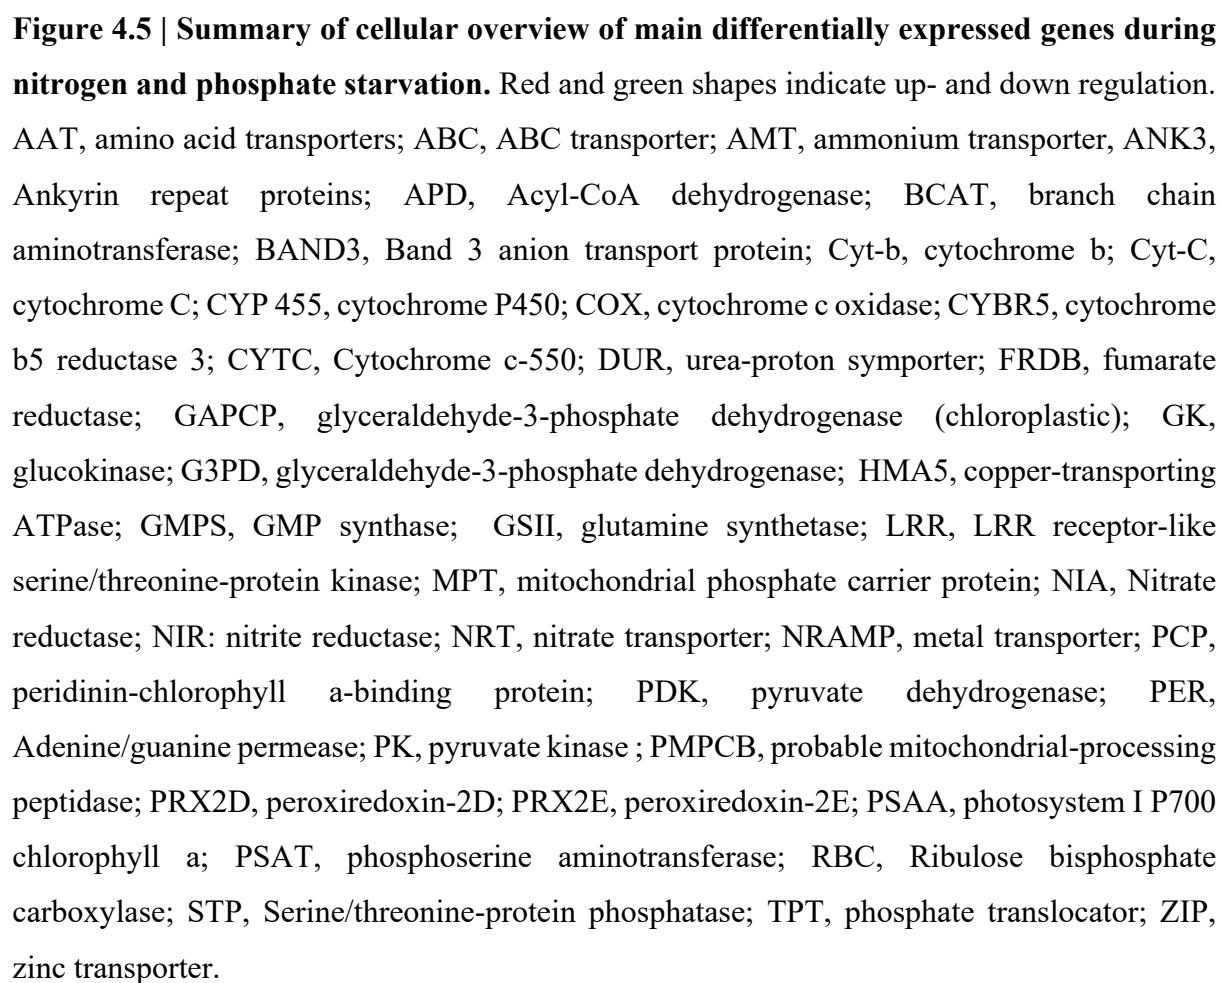 Figure 4.5 | Summary of cellular overview of main differentially expressed genes during
nitrogen and phosphate starvation. Red and green shapes indicate up- and down regulation.
AAT, amino acid transporters; ABC, ABC transporter; AMT, ammonium transporter, ANK3,
Ankyrin repeat proteins; APD, Acyl-CoA dehydrogenase; BCAT, branch chain
aminotransferase; BAND3, Band 3 anion transport protein; Cyt-b, cytochrome b; Cyt-C,
cytochrome C; CYP 455, cytochrome P450; COX, cytochrome c oxidase; CYBR5, cytochrome
b5 reductase 3; CYTC, Cytochrome c-550; DUR, urea-proton symporter; FRDB, fumarate
reductase; GAPCP, glyceraldehyde-3-phosphate dehydrogenase (chloroplastic); GK,
glucokinase; G3PD, glyceraldehyde-3-phosphate dehydrogenase; HMA5, copper-transporting
ATPase; GMPS, GMP synthase; GSII, glutamine synthetase; LRR, LRR receptor-like
serine/threonine-protein kinase; MPT, mitochondrial phosphate carrier protein; NIA, Nitrate
reductase; NIR: nitrite reductase; NRT, nitrate transporter; NRAMP, metal transporter; PCP,
peridinin-chlorophyll a-binding protein; PDK, pyruvate dehydrogenase; PER,
Adenine/guanine permease; PK, pyruvate kinase ; PMPCB, probable mitochondrial-processing
peptidase; PRX2D, peroxiredoxin-2D; PRX2E, peroxiredoxin-2E; PSAA, photosystem I P700
chlorophyll a; PSAT, phosphoserine aminotransferase; RBC, Ribulose bisphosphate
carboxylase; STP, Serine/threonine-protein phosphatase; TPT, phosphate translocator; ZIP,
zinc transporter.